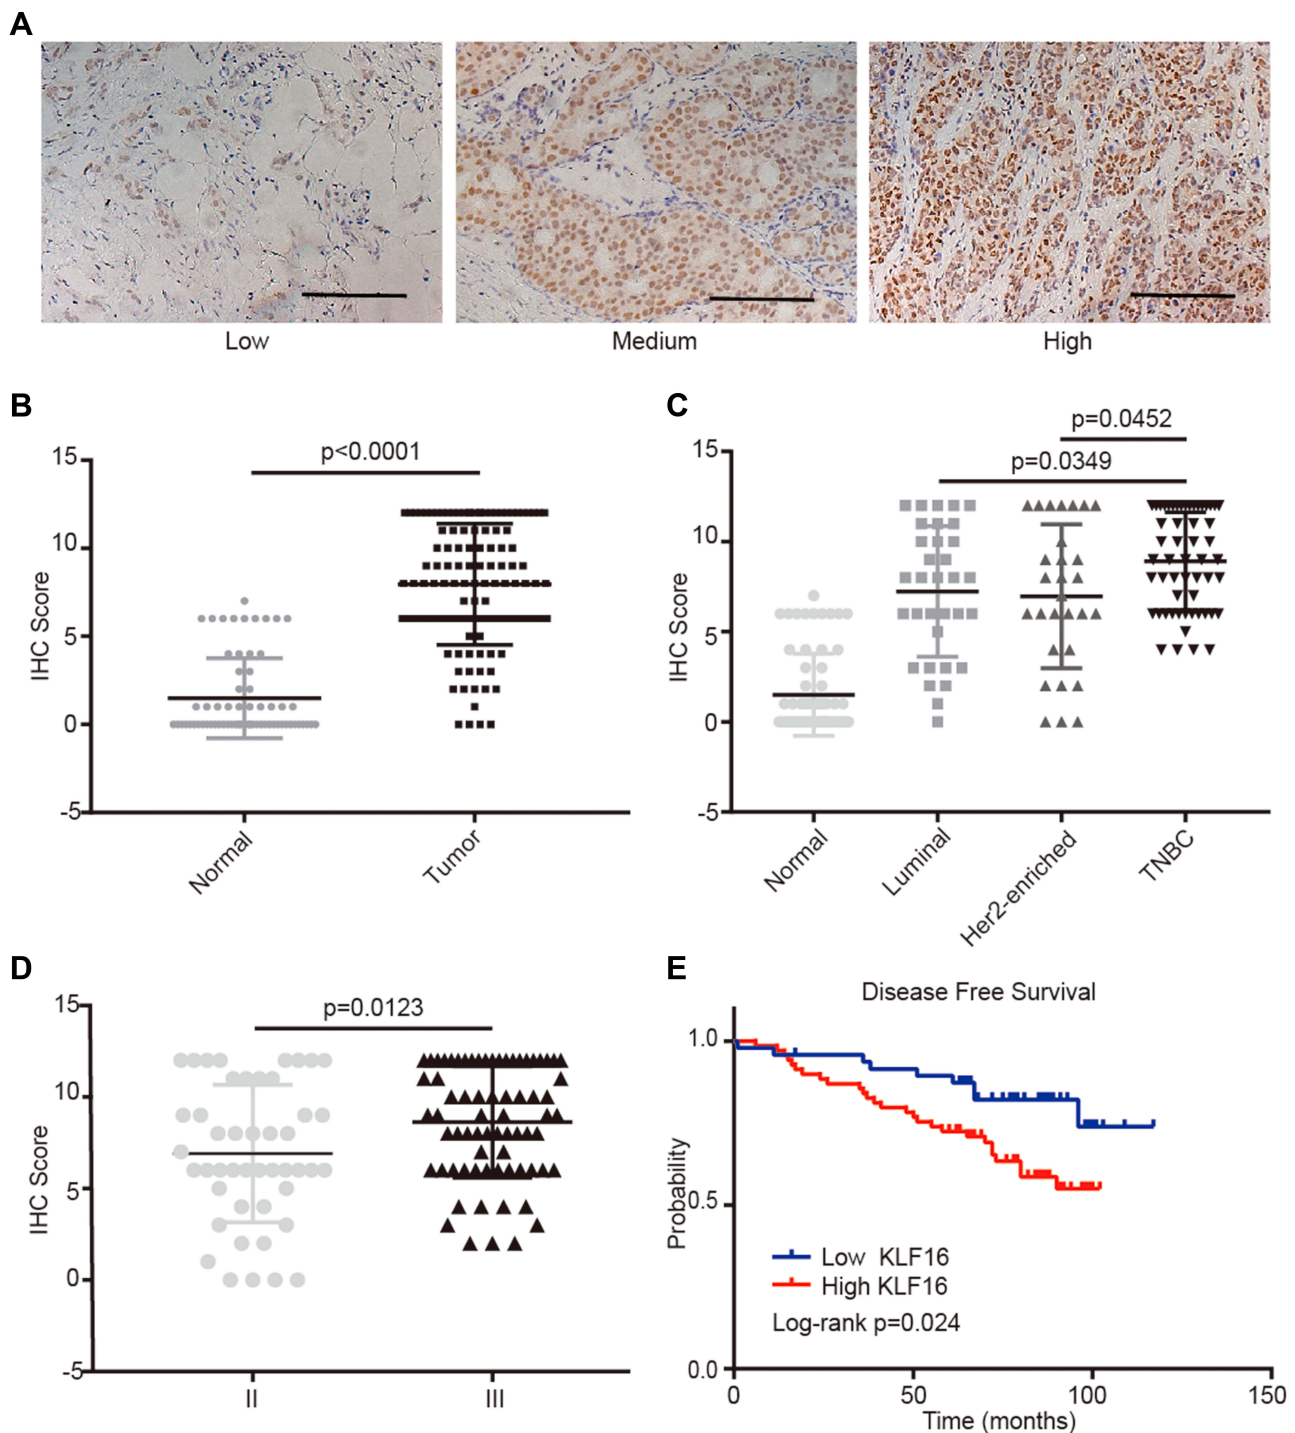 A
Low
Medium
High
B
p<0.0001
15
10
5
0
-5
IHC Score
Normal
Tumor
C
p=0.0452
p=0.0349
15
10
5
0
-5
IHC Score
Normal
Luminal
Her2-enriched
TNBC
D
p=0.0123
15
10
5
0
-5
IHC Score
II
III
E
Disease Free Survival
1.0
0.5
0.0
Probability
Low KLF16
High KLF16
Log-rank p=0.024
0
50
100
150
Time (months)